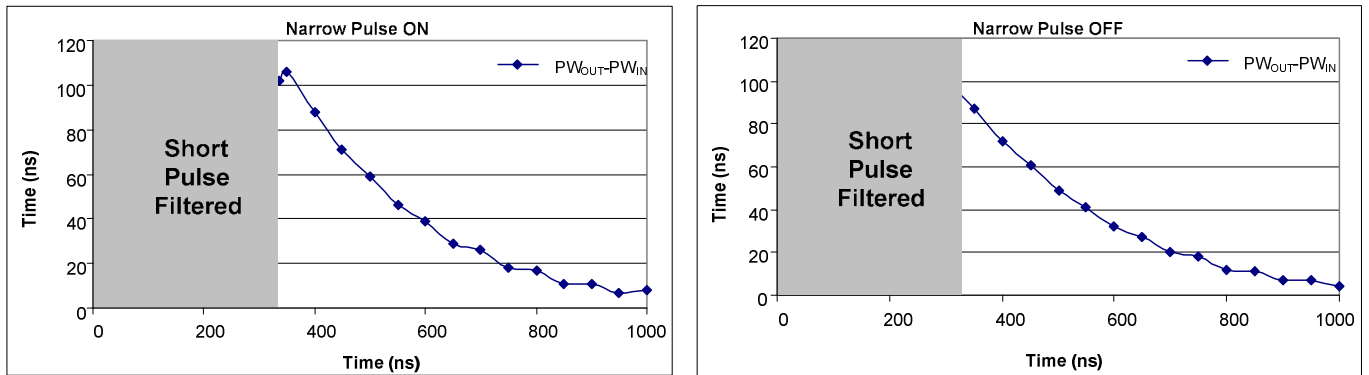 Narrow Pulse ON
120
100
80
60
40
20
0
Time (ns)
Short
Pulse
Filtered
PWOUT-PWIN
0
200
400
600
800
1000
Time (ns)
Narrow Pulse OFF
120
100
80
60
40
20
0
Time (ns)
Short
Pulse
Filtered
PWOUT-PWIN
0
200
400
600
800
1000
Time (ns)